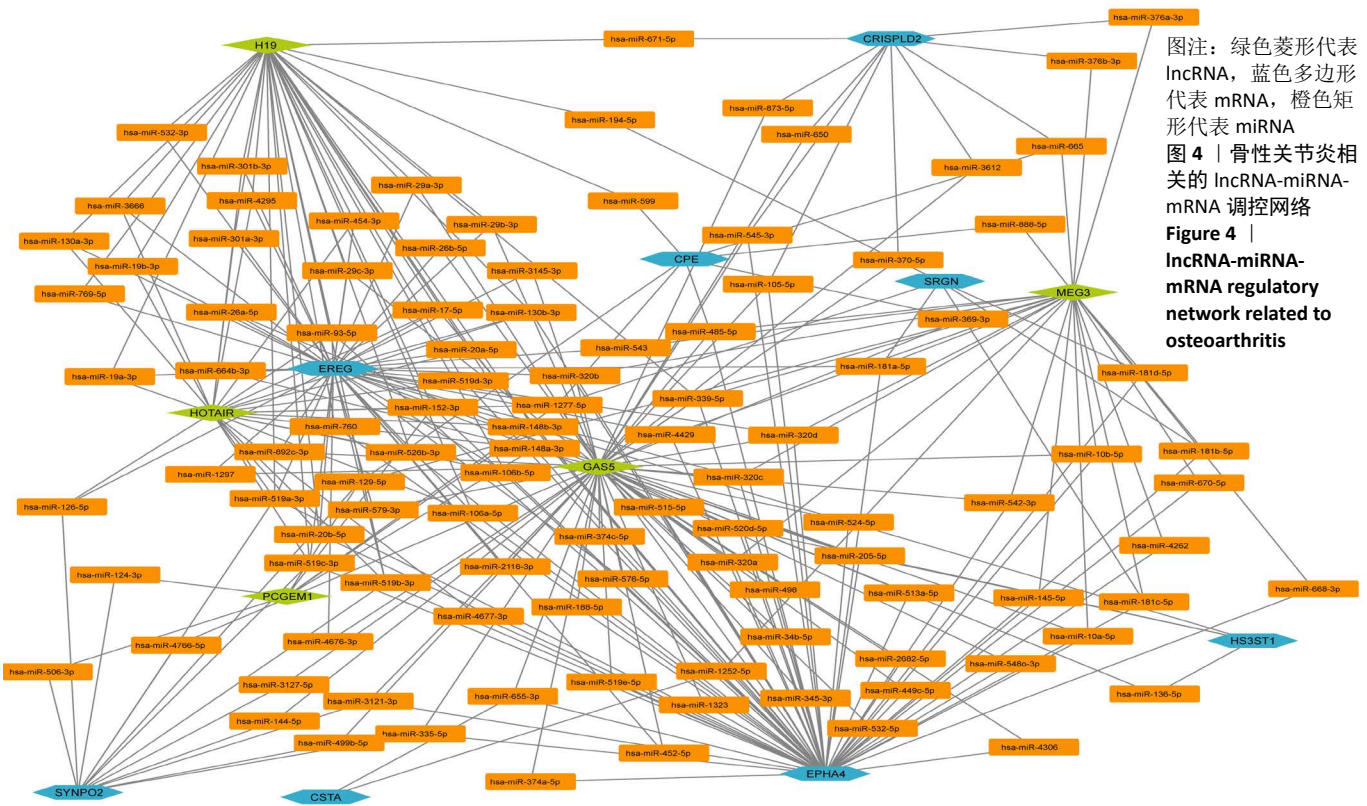 hsa-miR-376a-3p
H19
hsa-miR-671-5p
CRISPLD2
hsa-miR-376b-3p
hsa-miR-873-5p
hsa-miR-194-5p
hsa-miR-532-3p
hsa-miR-650
hsa-miR-665
hsa-miR-301b-3p
hsa-miR-3612
hsa-miR-29a-3p
hsa-miR-4295
hsa-miR-599
hsa-miR-3666
hsa-miR-454-3p
hsa-miR-29b-3p
hsa-miR-888-5p
hsa-miR-130a-3p
hsa-miR-301a-3p
hsa-miR-545-3p
hsa-miR-26b-5p
CPE
hsa-miR-370-5p
hsa-miR-19b-3p
hsa-miR-29c-3p
hsa-miR-3145-3p
SRGN
hsa-miR-105-5p
MEG3
hsa-miR-769-5p
hsa-miR-26a-5p
hsa-miR-17-5p
hsa-miR-130b-3p
hsa-miR-369-3p
hsa-miR-93-5p
hsa-miR-485-5p
hsa-miR-20a-5p
hsa-miR-543
EREG
hsa-miR-181a-5p
hsa-miR-19a-3p
hsa-miR-664b-3p
hsa-miR-519d-3p
hsa-miR-320b
hsa-miR-181d-5p
hsa-miR-339-5p
HOTAIR
hsa-miR-152-3p
hsa-miR-1277-5p
hsa-miR-760
hsa-miR-148b-3p
hsa-miR-4429
hsa-miR-320d
hsa-miR-892c-3p
hsa-miR-526b-3p
hsa-miR-148a-3p
hsa-miR-10b-5p
hsa-miR-181b-5p
GAS5
hsa-miR-1297
hsa-miR-129-5p
hsa-miR-106b-5p
hsa-miR-320c
hsa-miR-670-5p
hsa-miR-519a-3p
hsa-miR-126-5p
hsa-miR-579-3p
hsa-miR-106a-5p
hsa-miR-515-5p
hsa-miR-542-3p
hsa-miR-20b-5p
hsa-miR-520d-5p
hsa-miR-524-5p
hsa-miR-374c-5p
hsa-miR-4262
hsa-miR-519c-3p
hsa-miR-2116-3p
hsa-miR-320a
hsa-miR-205-5p
hsa-miR-124-3p
hsa-miR-519b-3p
hsa-miR-576-5p
hsa-miR-498
hsa-miR-513a-5p
hsa-miR-668-3p
PCGEM1
hsa-miR-188-5p
hsa-miR-145-5p
hsa-miR-181c-5p
hsa-miR-4677-3p
hsa-miR-34b-5p
hsa-miR-10a-5p
HS3ST1
hsa-miR-4766-5p
hsa-miR-4676-3p
hsa-miR-2682-5p
hsa-miR-548o-3p
hsa-miR-506-3p
hsa-miR-1252-5p
hsa-miR-3127-5p
hsa-miR-519e-5p
hsa-miR-449c-5p
hsa-miR-136-5p
hsa-miR-3121-3p
hsa-miR-655-3p
hsa-miR-1323
hsa-miR-345-3p
hsa-miR-144-5p
hsa-miR-532-5p
hsa-miR-335-5p
hsa-miR-499b-5p
hsa-miR-452-5p
hsa-miR-4306
EPHA4
hsa-miR-374a-5p
SYNPO2
CSTA
图注：绿色菱形代表
lncRNA，蓝色多边形
代表 mRNA，橙色矩
形代表 miRNA
图 4 ｜骨性关节炎相
关的 lncRNA-miRNA-
mRNA 调控网络
Figure 4 ｜
lncRNA-miRNA-
mRNA regulatory
network related to
osteoarthritis